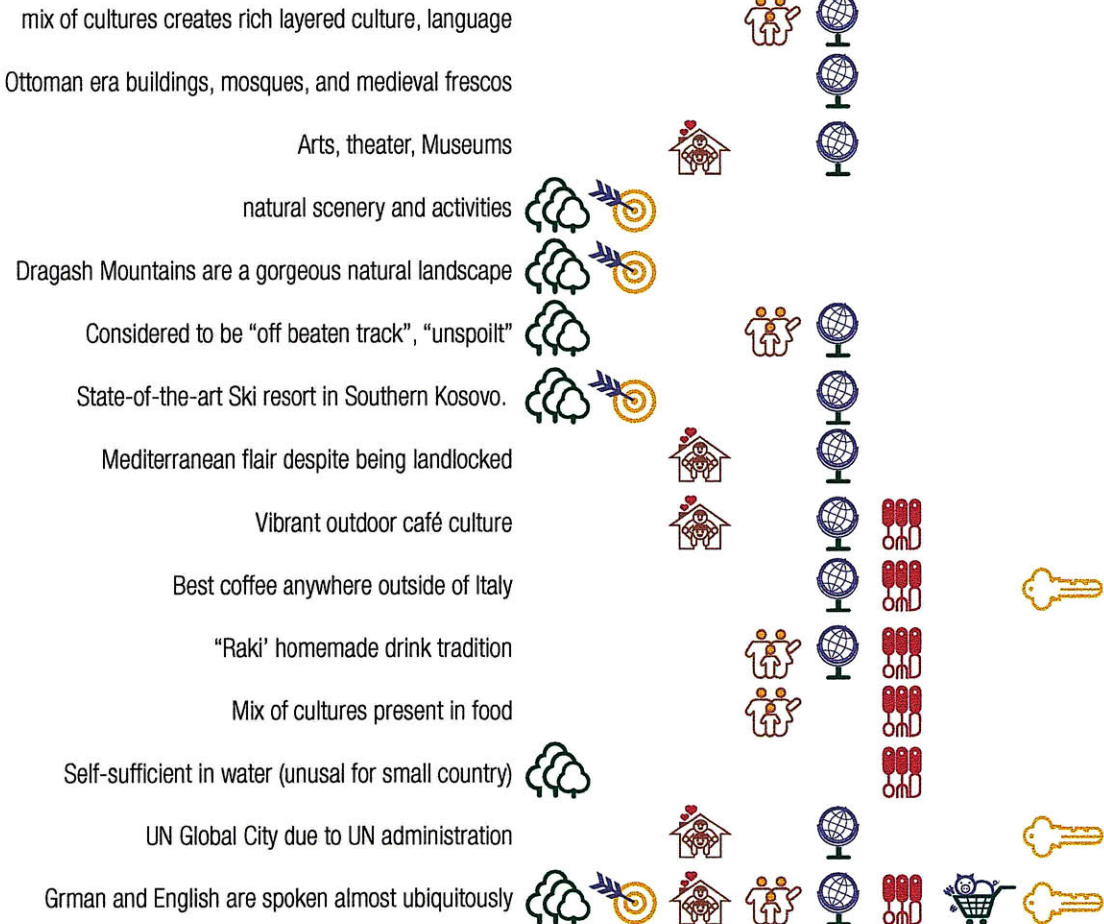 mix of cultures creates rich layered culture, language
Ottoman era buildings, mosques, and medieval frescos
Arts, theater, Museums
natural scenery and activities
Dragash Mountains are a gorgeous natural landscape
Considered to be “off beaten track”, “unspoilt”
State-of-the-art Ski resort in Southern Kosovo.
Mediterranean flair despite being landlocked
Vibrant outdoor café culture
Best coffee anywhere outside of Italy
“Raki’ homemade drink tradition
Mix of cultures present in food
Self-sufficient in water (unusal for small country)
UN Global City due to UN administration
Grman and English are spoken almost ubiquitously